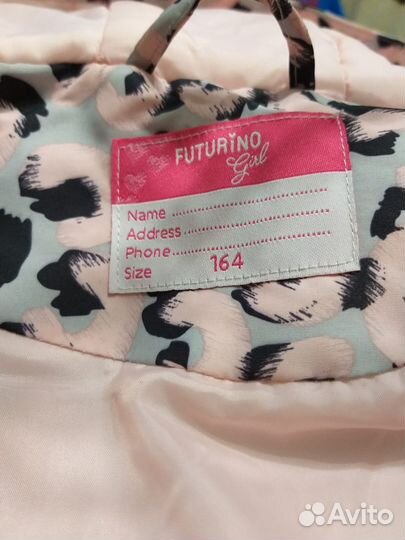 FUTURINO
Girl
Name ........................
Address ....................
Phone ......................
Size 164
Avito